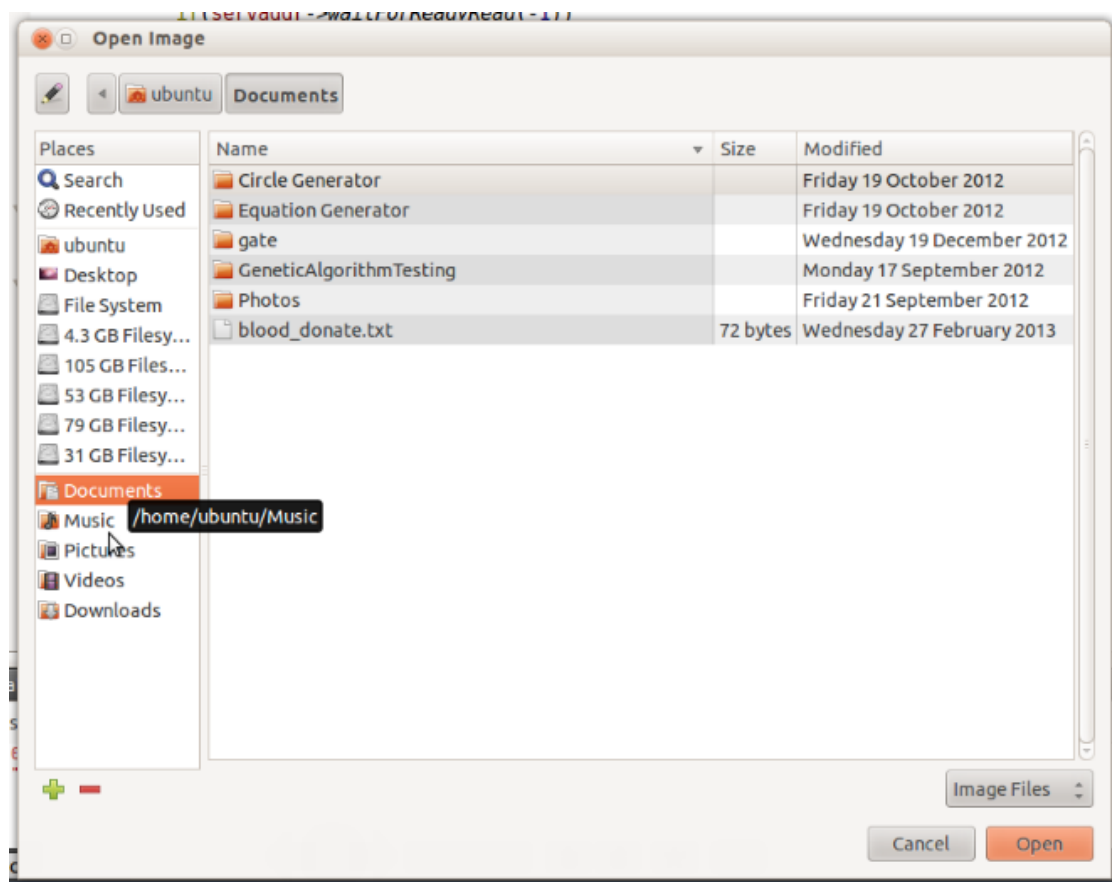 if(servaddr->waitForReadyRead(-1))
Open Image
ubuntu Documents
Places Name Size Modified
Search Circle Generator Friday 19 October 2012
Recently Used Equation Generator Friday 19 October 2012
ubuntu gate Wednesday 19 December 2012
Desktop GeneticAlgorithmTesting Monday 17 September 2012
File System Photos Friday 21 September 2012
4.3 GB Filesy... blood_donate.txt 72 bytes Wednesday 27 February 2013
105 GB Files...
53 GB Filesy...
79 GB Filesy...
31 GB Filesy...
Documents
Music /home/ubuntu/Music
Pictures
Videos
Downloads
Image Files
Cancel Open